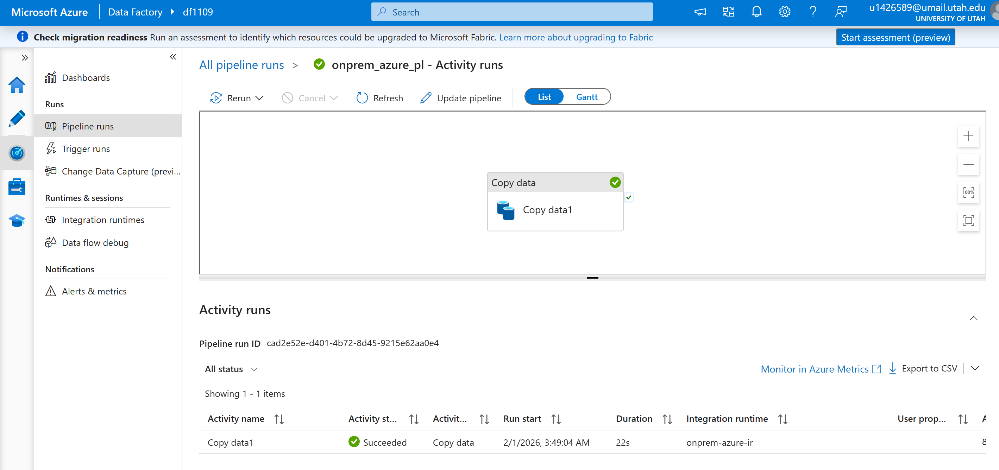 Microsoft Azure
Data Factory
df1109
Search
u1426589@umail.utah.edu
UNIVERSITY OF UTAH
Check migration readiness Run an assessment to identify which resources could be upgraded to Microsoft Fabric. Learn more about upgrading to Fabric
Start assessment (preview)
Dashboards
Runs
Pipeline runs
Trigger runs
Change Data Capture (previ...
Runtimes & sessions
Integration runtimes
Data flow debug
Notifications
Alerts & metrics
All pipeline runs > onprem_azure_pl - Activity runs
Rerun
Cancel
Refresh
Update pipeline
List
Gantt
Copy data
Copy data1
100%
Activity runs
Pipeline run ID cad2e52e-d401-4b72-8d45-9215e62aa0e4
All status
Monitor in Azure Metrics
Export to CSV
Showing 1 - 1 items
Activity name Activity st... Activit... Run start Duration Integration runtime User prop... A
Copy data1 Succeeded Copy data 2/1/2026, 3:49:04 AM 22s onprem-azure-ir 8